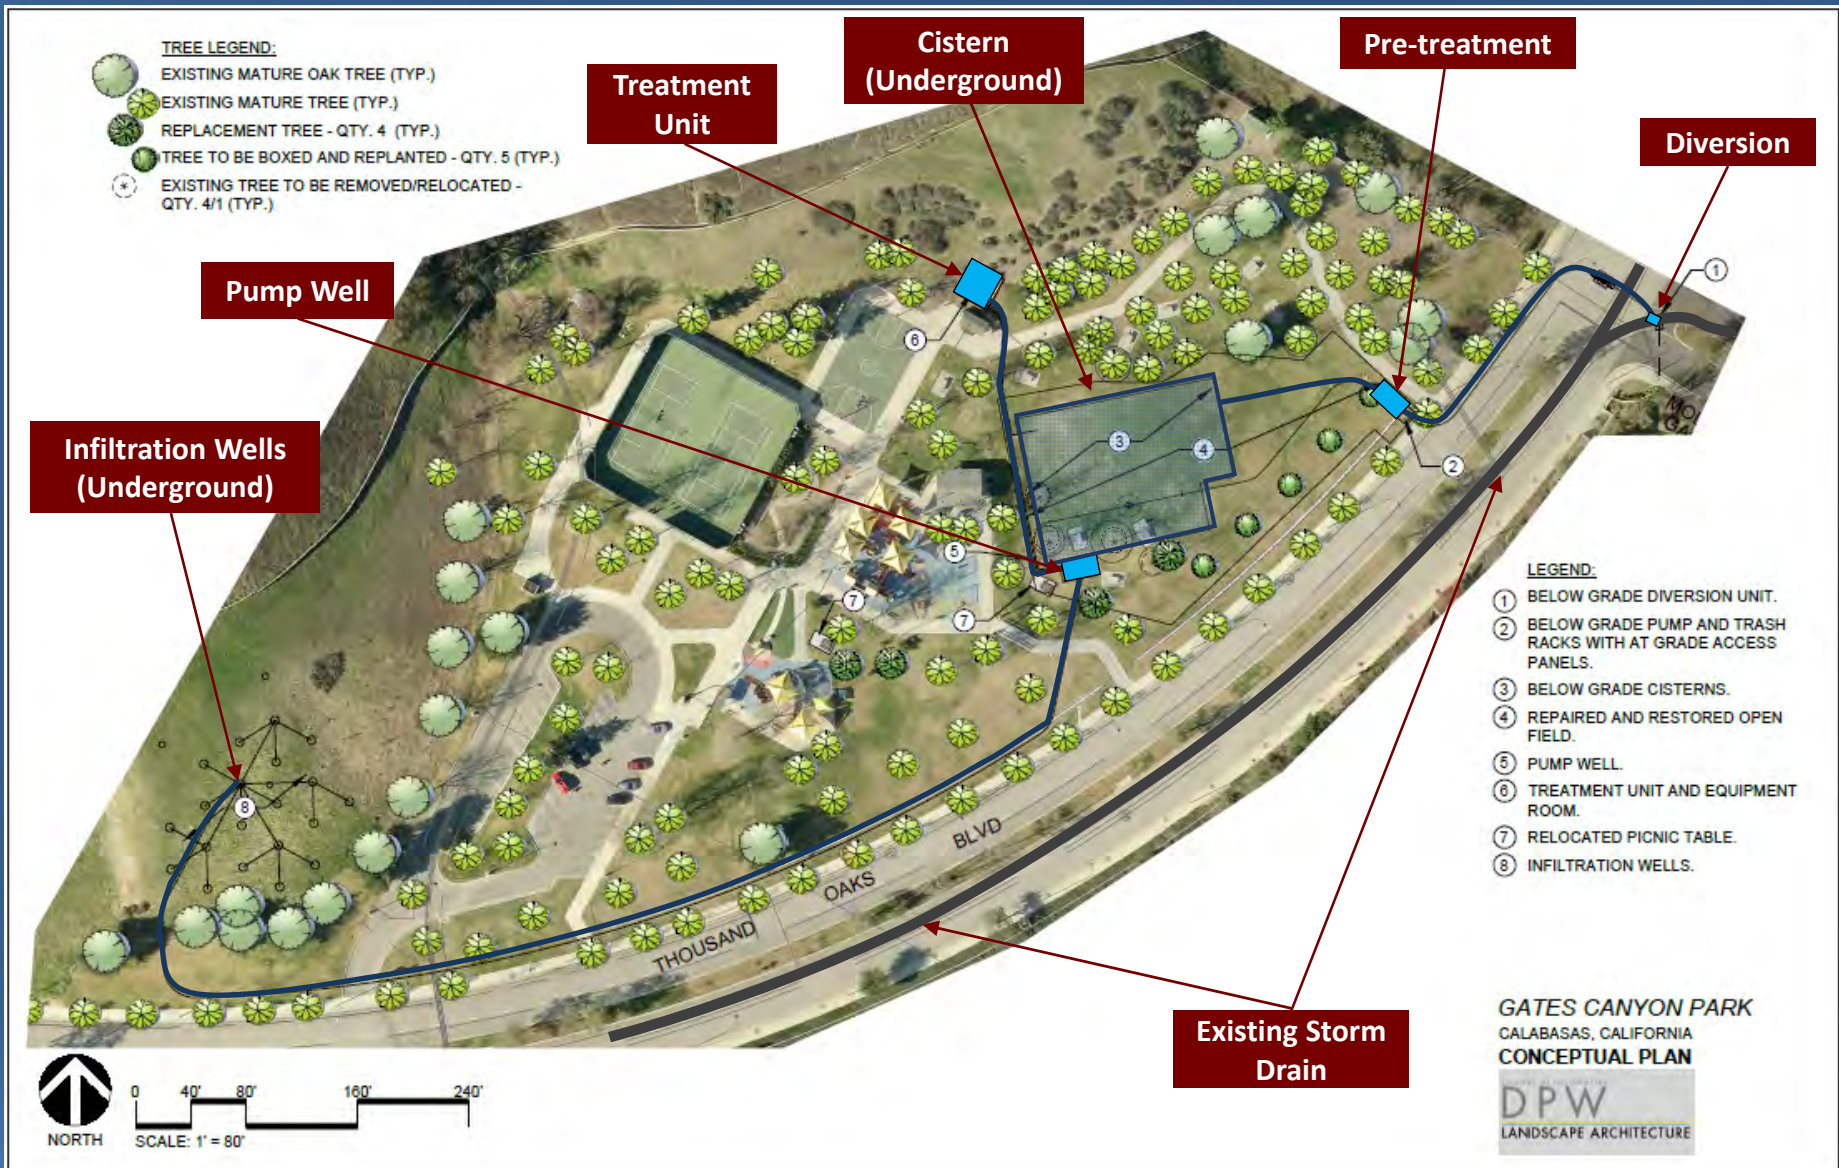 TREE LEGEND:
EXISTING MATURE OAK TREE (TYP.)
EXISTING MATURE TREE (TYP.)
REPLACEMENT TREE - QTY. 4 (TYP.)
TREE TO BE BOXED AND REPLANTED - QTY. 5 (TYP.)
EXISTING TREE TO BE REMOVED/RELOCATED -
QTY. 4/1 (TYP.)
Treatment
Unit
Cistern
(Underground)
Pre-treatment
Diversion
Pump Well
Infiltration Wells
(Underground)
1
6
3
4
2
5
7
7
8
THOUSAND OAKS BLVD
Existing Storm
Drain
LEGEND:
1 BELOW GRADE DIVERSION UNIT.
2 BELOW GRADE PUMP AND TRASH
RACKS WITH AT GRADE ACCESS
PANELS.
3 BELOW GRADE CISTERNS.
4 REPAIRED AND RESTORED OPEN
FIELD.
5 PUMP WELL.
6 TREATMENT UNIT AND EQUIPMENT
ROOM.
7 RELOCATED PICNIC TABLE.
8 INFILTRATION WELLS.
GATES CANYON PARK
CALABASAS, CALIFORNIA
CONCEPTUAL PLAN
DPW
LANDSCAPE ARCHITECTURE
NORTH
0 40' 80' 160' 240'
SCALE: 1' = 80'